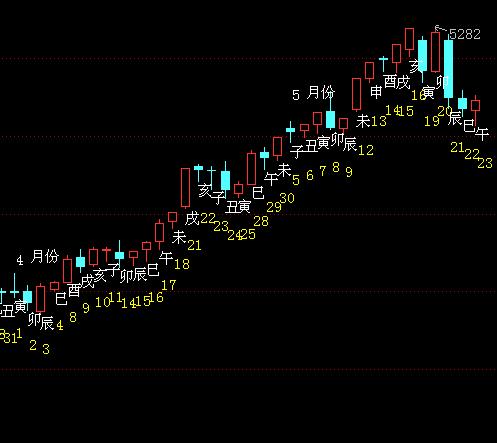 5282
5 月份
4 月份
丑 寅 卯 辰 巳 酉 戌 亥 子 卯 辰 巳 午 未 戌 亥 子 丑 寅 巳 午 未 子 丑 寅 卯 辰 未 申 酉 戌 亥 寅 卯 辰 巳 午
31 1 2 3 4 8 9 10 11 14 15 16 17 18 21 22 23 24 25 28 29 30 5 6 7 8 9 12 13 14 15 16 19 20 21 22 23